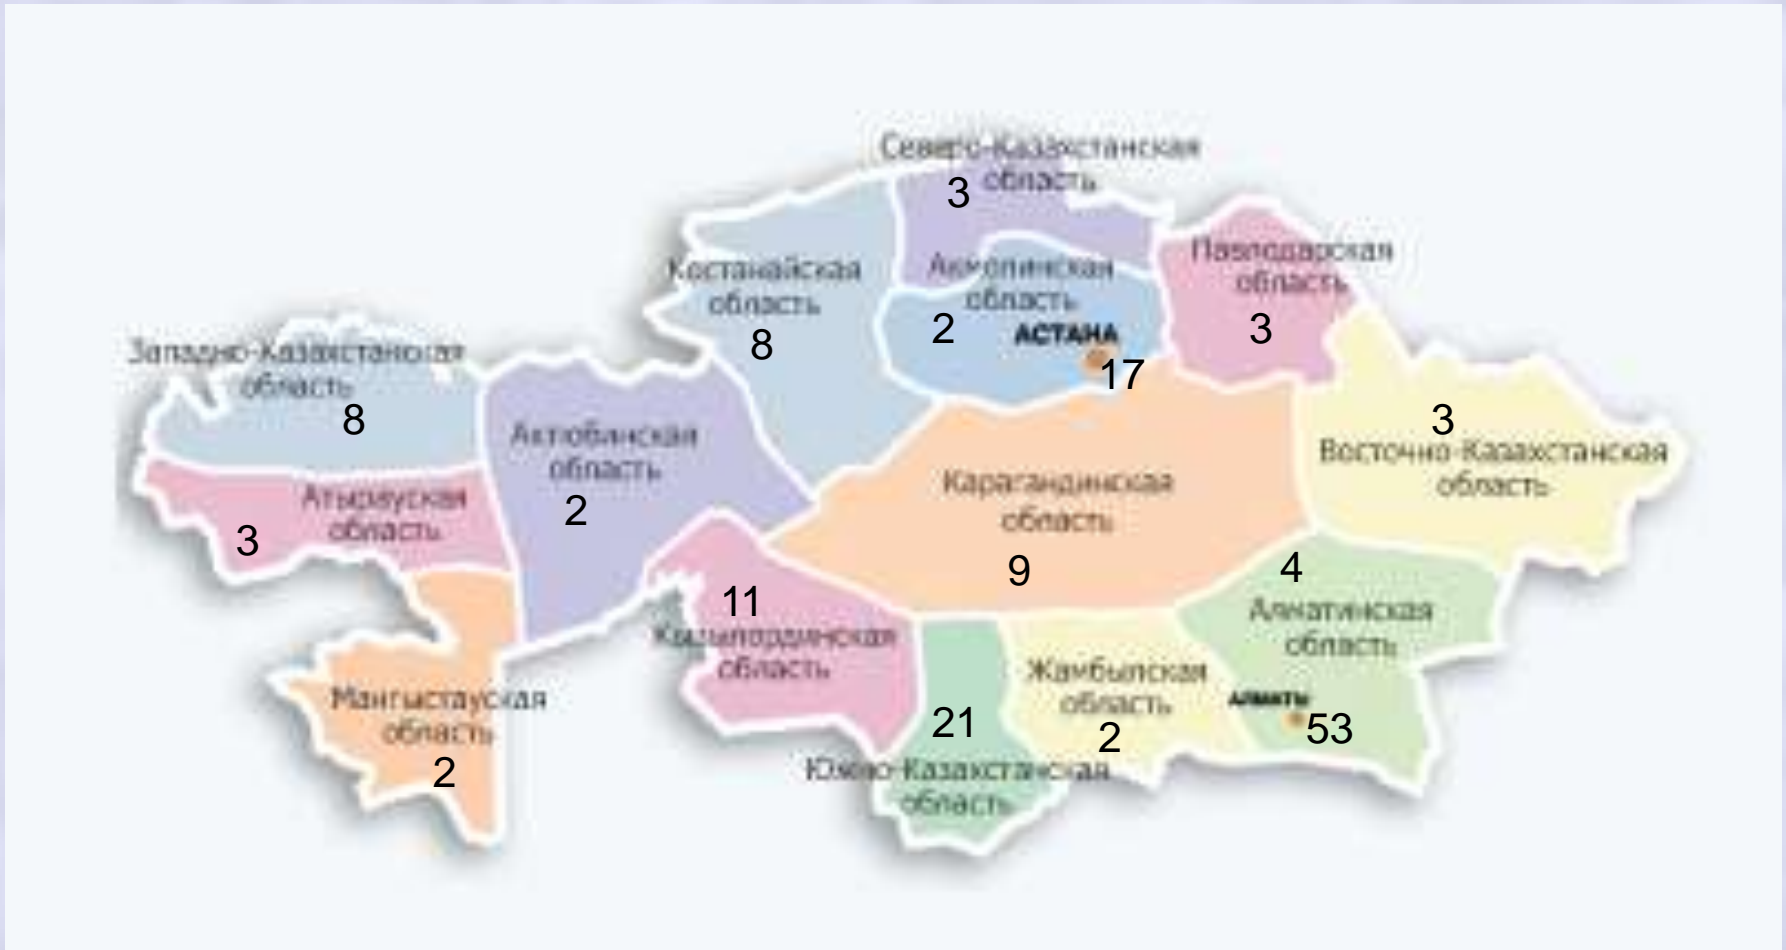 Северо-Казахстанская
область
3
Павлодарская
область
3
Костанайская
область
8
Акмолинская
область
2
АСТАНА
17
Западно-Казахстанская
область
8
Актюбинская
область
2
3
Восточно-Казахстанская
область
Атырауская
область
3
Карагандинская
область
9
4
Алматинская
область
11
Кызылординская
область
Мангыстауская
область
2
21
Южно-Казахстанская
область
Жамбылская
область
2
АЛМАТЫ
53